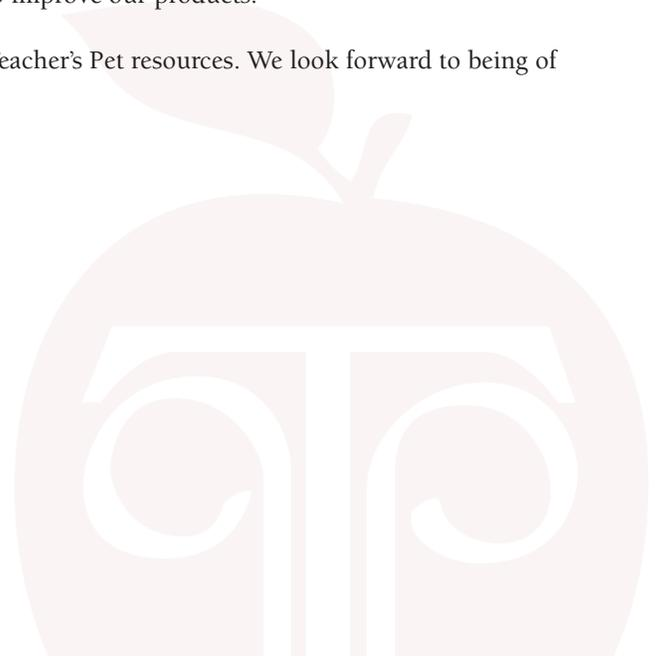 improve our products.
eacher’s Pet resources. We look forward to being of
T